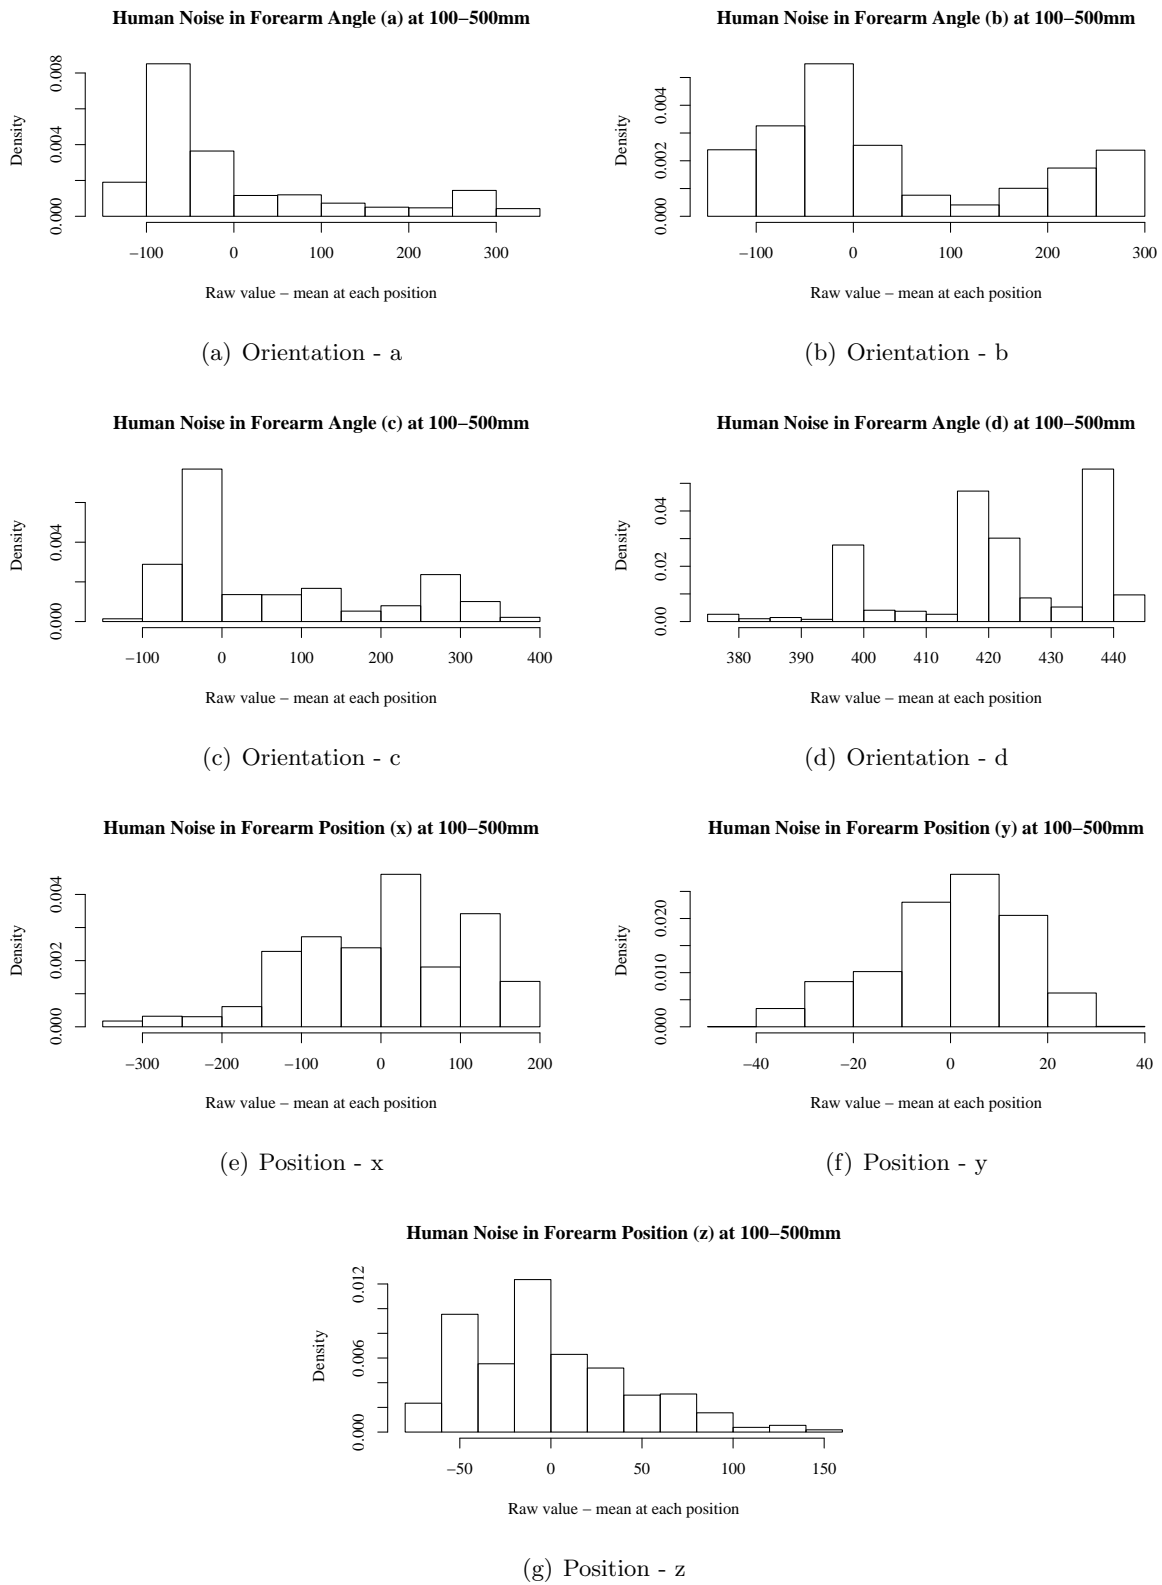 Human Noise in Forearm Angle (a) at 100−500mm
Density
0.000 0.004 0.008
−100 0 100 200 300
Raw value − mean at each position
(a) Orientation - a
Human Noise in Forearm Angle (b) at 100−500mm
Density
0.000 0.002 0.004
−100 0 100 200 300
Raw value − mean at each position
(b) Orientation - b
Human Noise in Forearm Angle (c) at 100−500mm
Density
0.000 0.004
−100 0 100 200 300 400
Raw value − mean at each position
(c) Orientation - c
Human Noise in Forearm Angle (d) at 100−500mm
Density
0.00 0.02 0.04
380 390 400 410 420 430 440
Raw value − mean at each position
(d) Orientation - d
Human Noise in Forearm Position (x) at 100−500mm
Density
0.000 0.002 0.004
−300 −200 −100 0 100 200
Raw value − mean at each position
(e) Position - x
Human Noise in Forearm Position (y) at 100−500mm
Density
0.000 0.010 0.020
−40 −20 0 20 40
Raw value − mean at each position
(f) Position - y
Human Noise in Forearm Position (z) at 100−500mm
Density
0.000 0.006 0.012
−50 0 50 100 150
Raw value − mean at each position
(g) Position - z